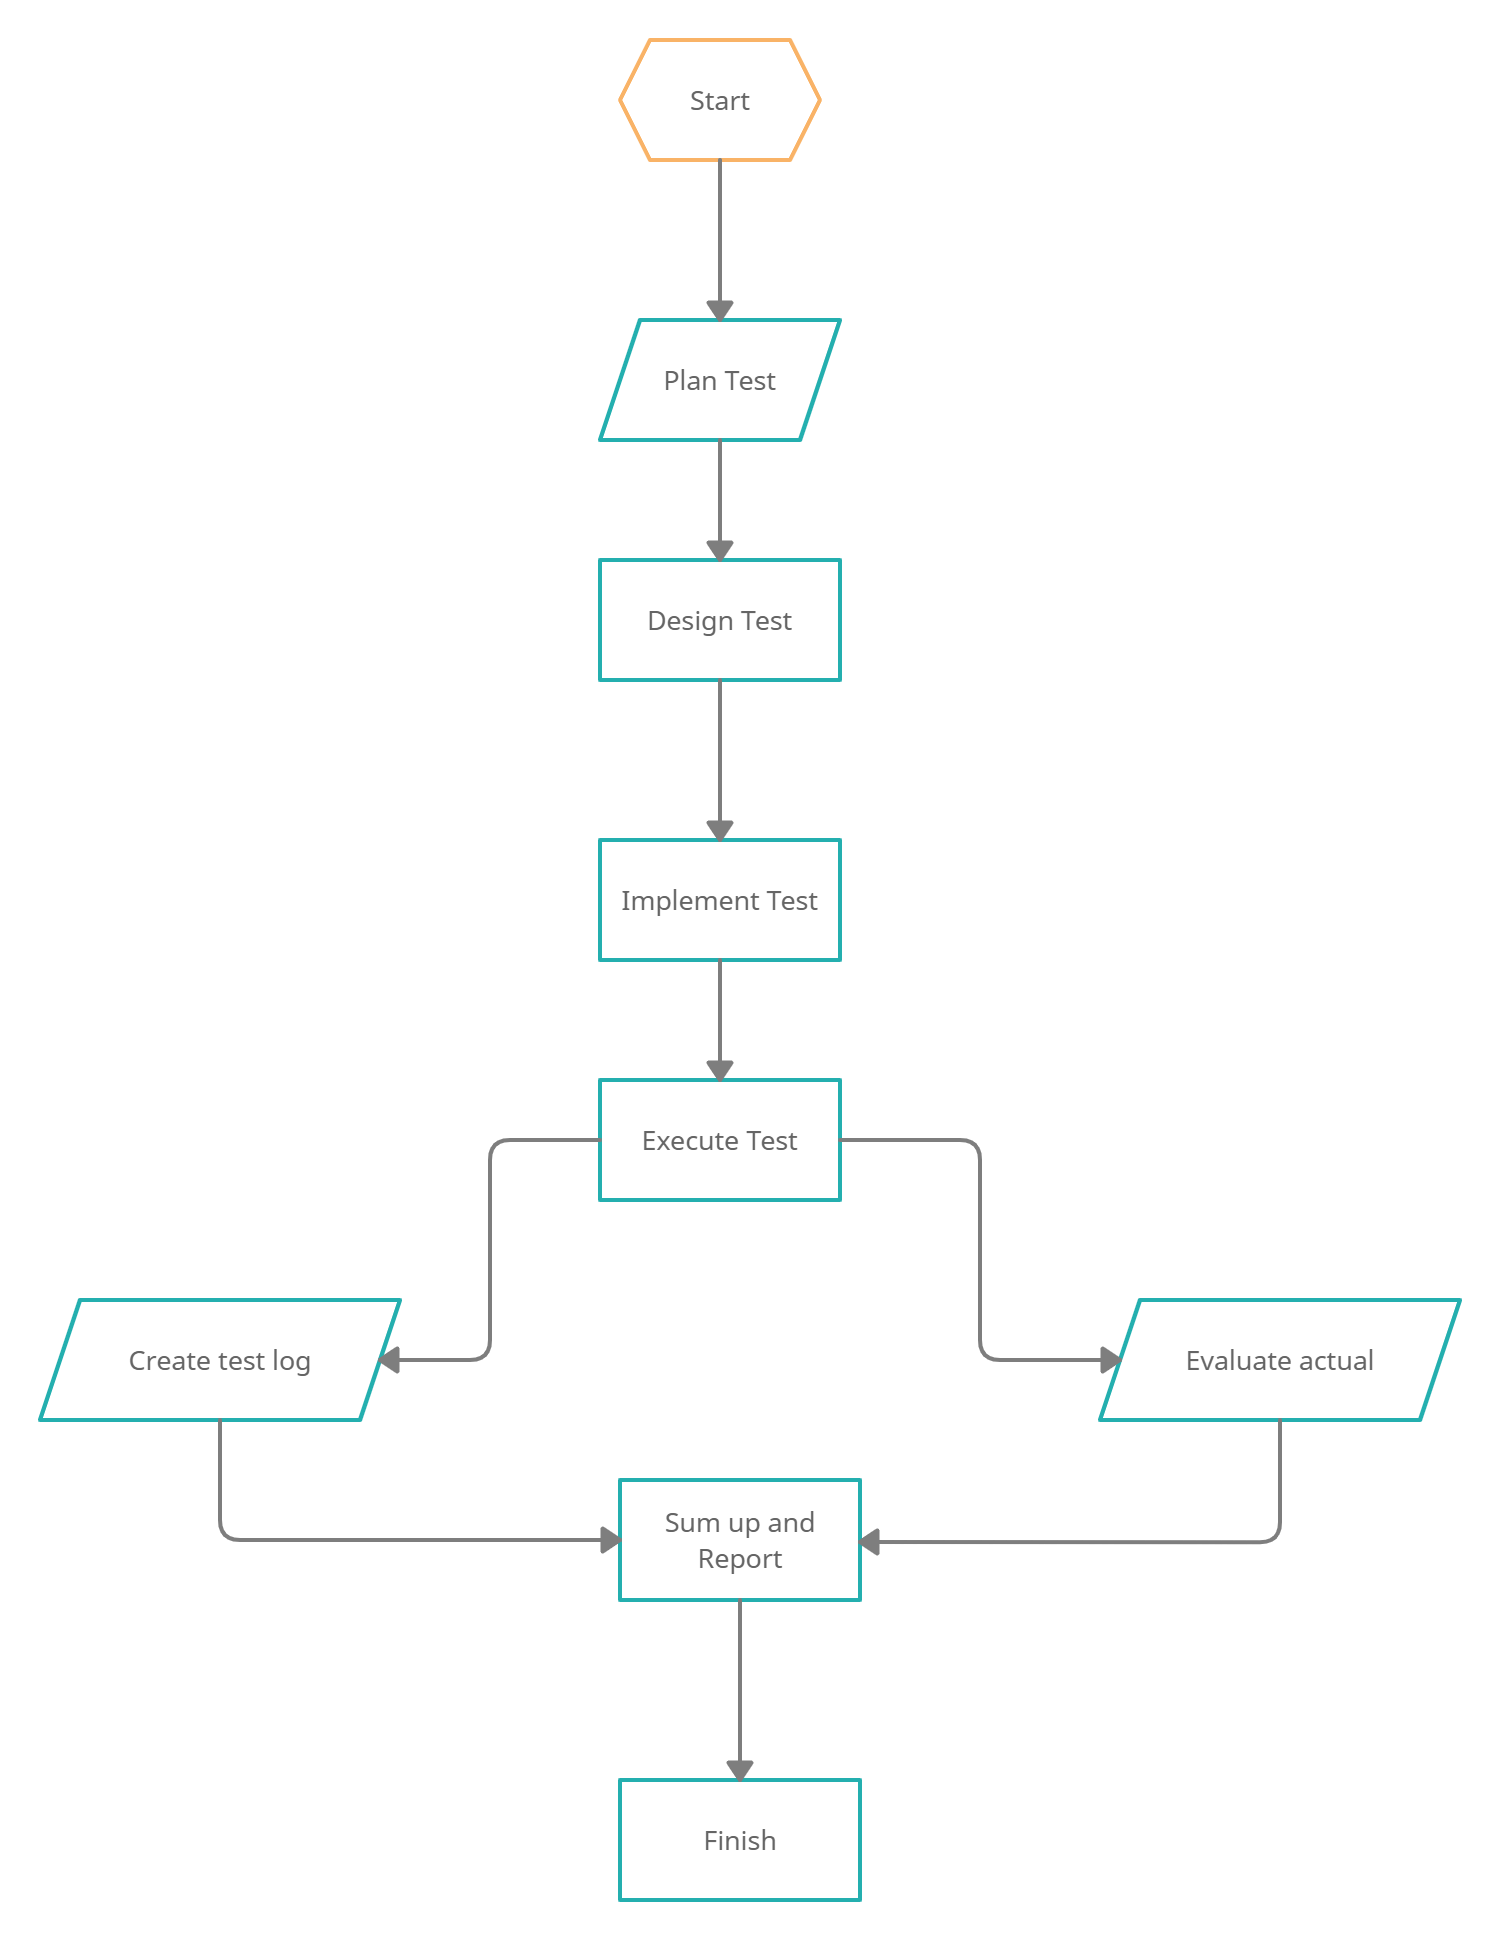 Start
Plan Test
Design Test
Implement Test
Execute Test
Create test log
Evaluate actual
Sum up and
Report
Finish